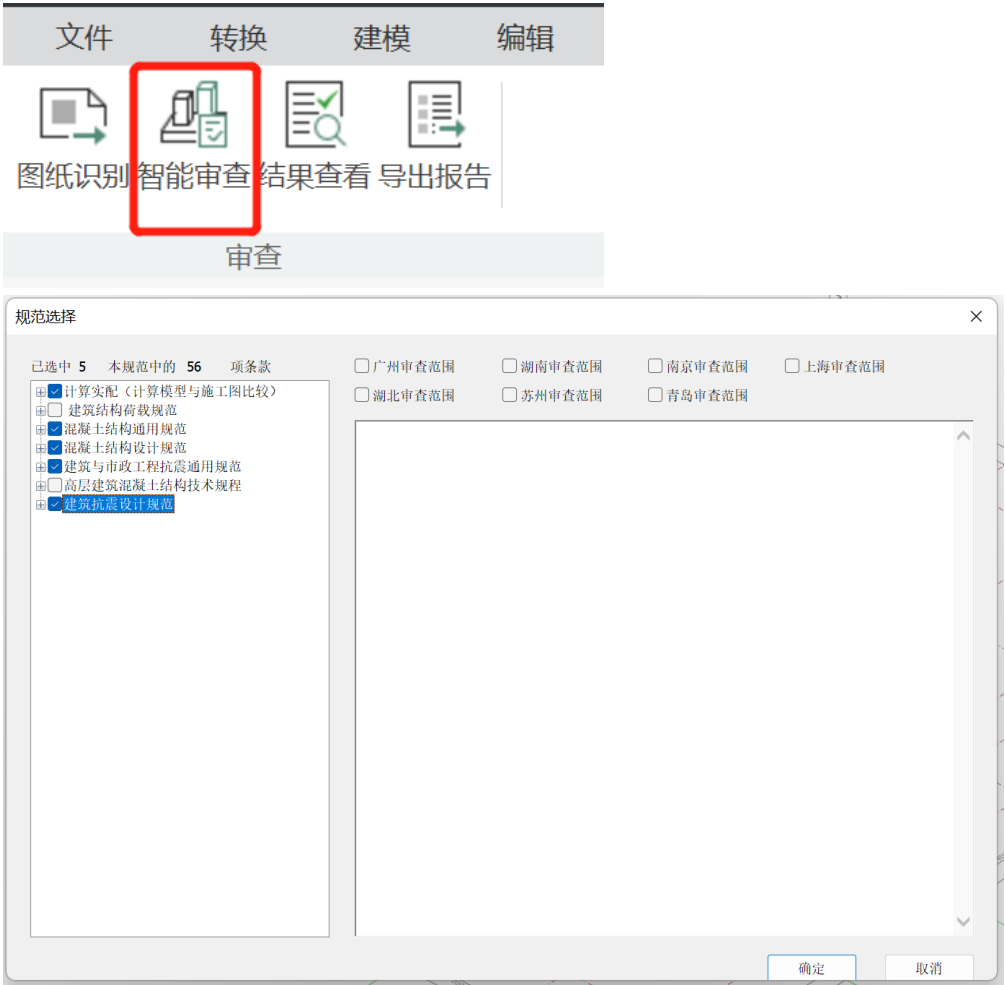 文件 转换 建模 编辑
图纸识别 智能审查 结果查看 导出报告
审查
规范选择
已选中 5 本规范中的 56 项条款
广州审查范围 湖南审查范围 南京审查范围 上海审查范围
湖北审查范围 苏州审查范围 青岛审查范围
计算实配（计算模型与施工图比较）
建筑结构荷载规范
混凝土结构通用规范
混凝土结构设计规范
建筑与市政工程抗震通用规范
高层建筑混凝土结构技术规程
建筑抗震设计规范
确定 取消